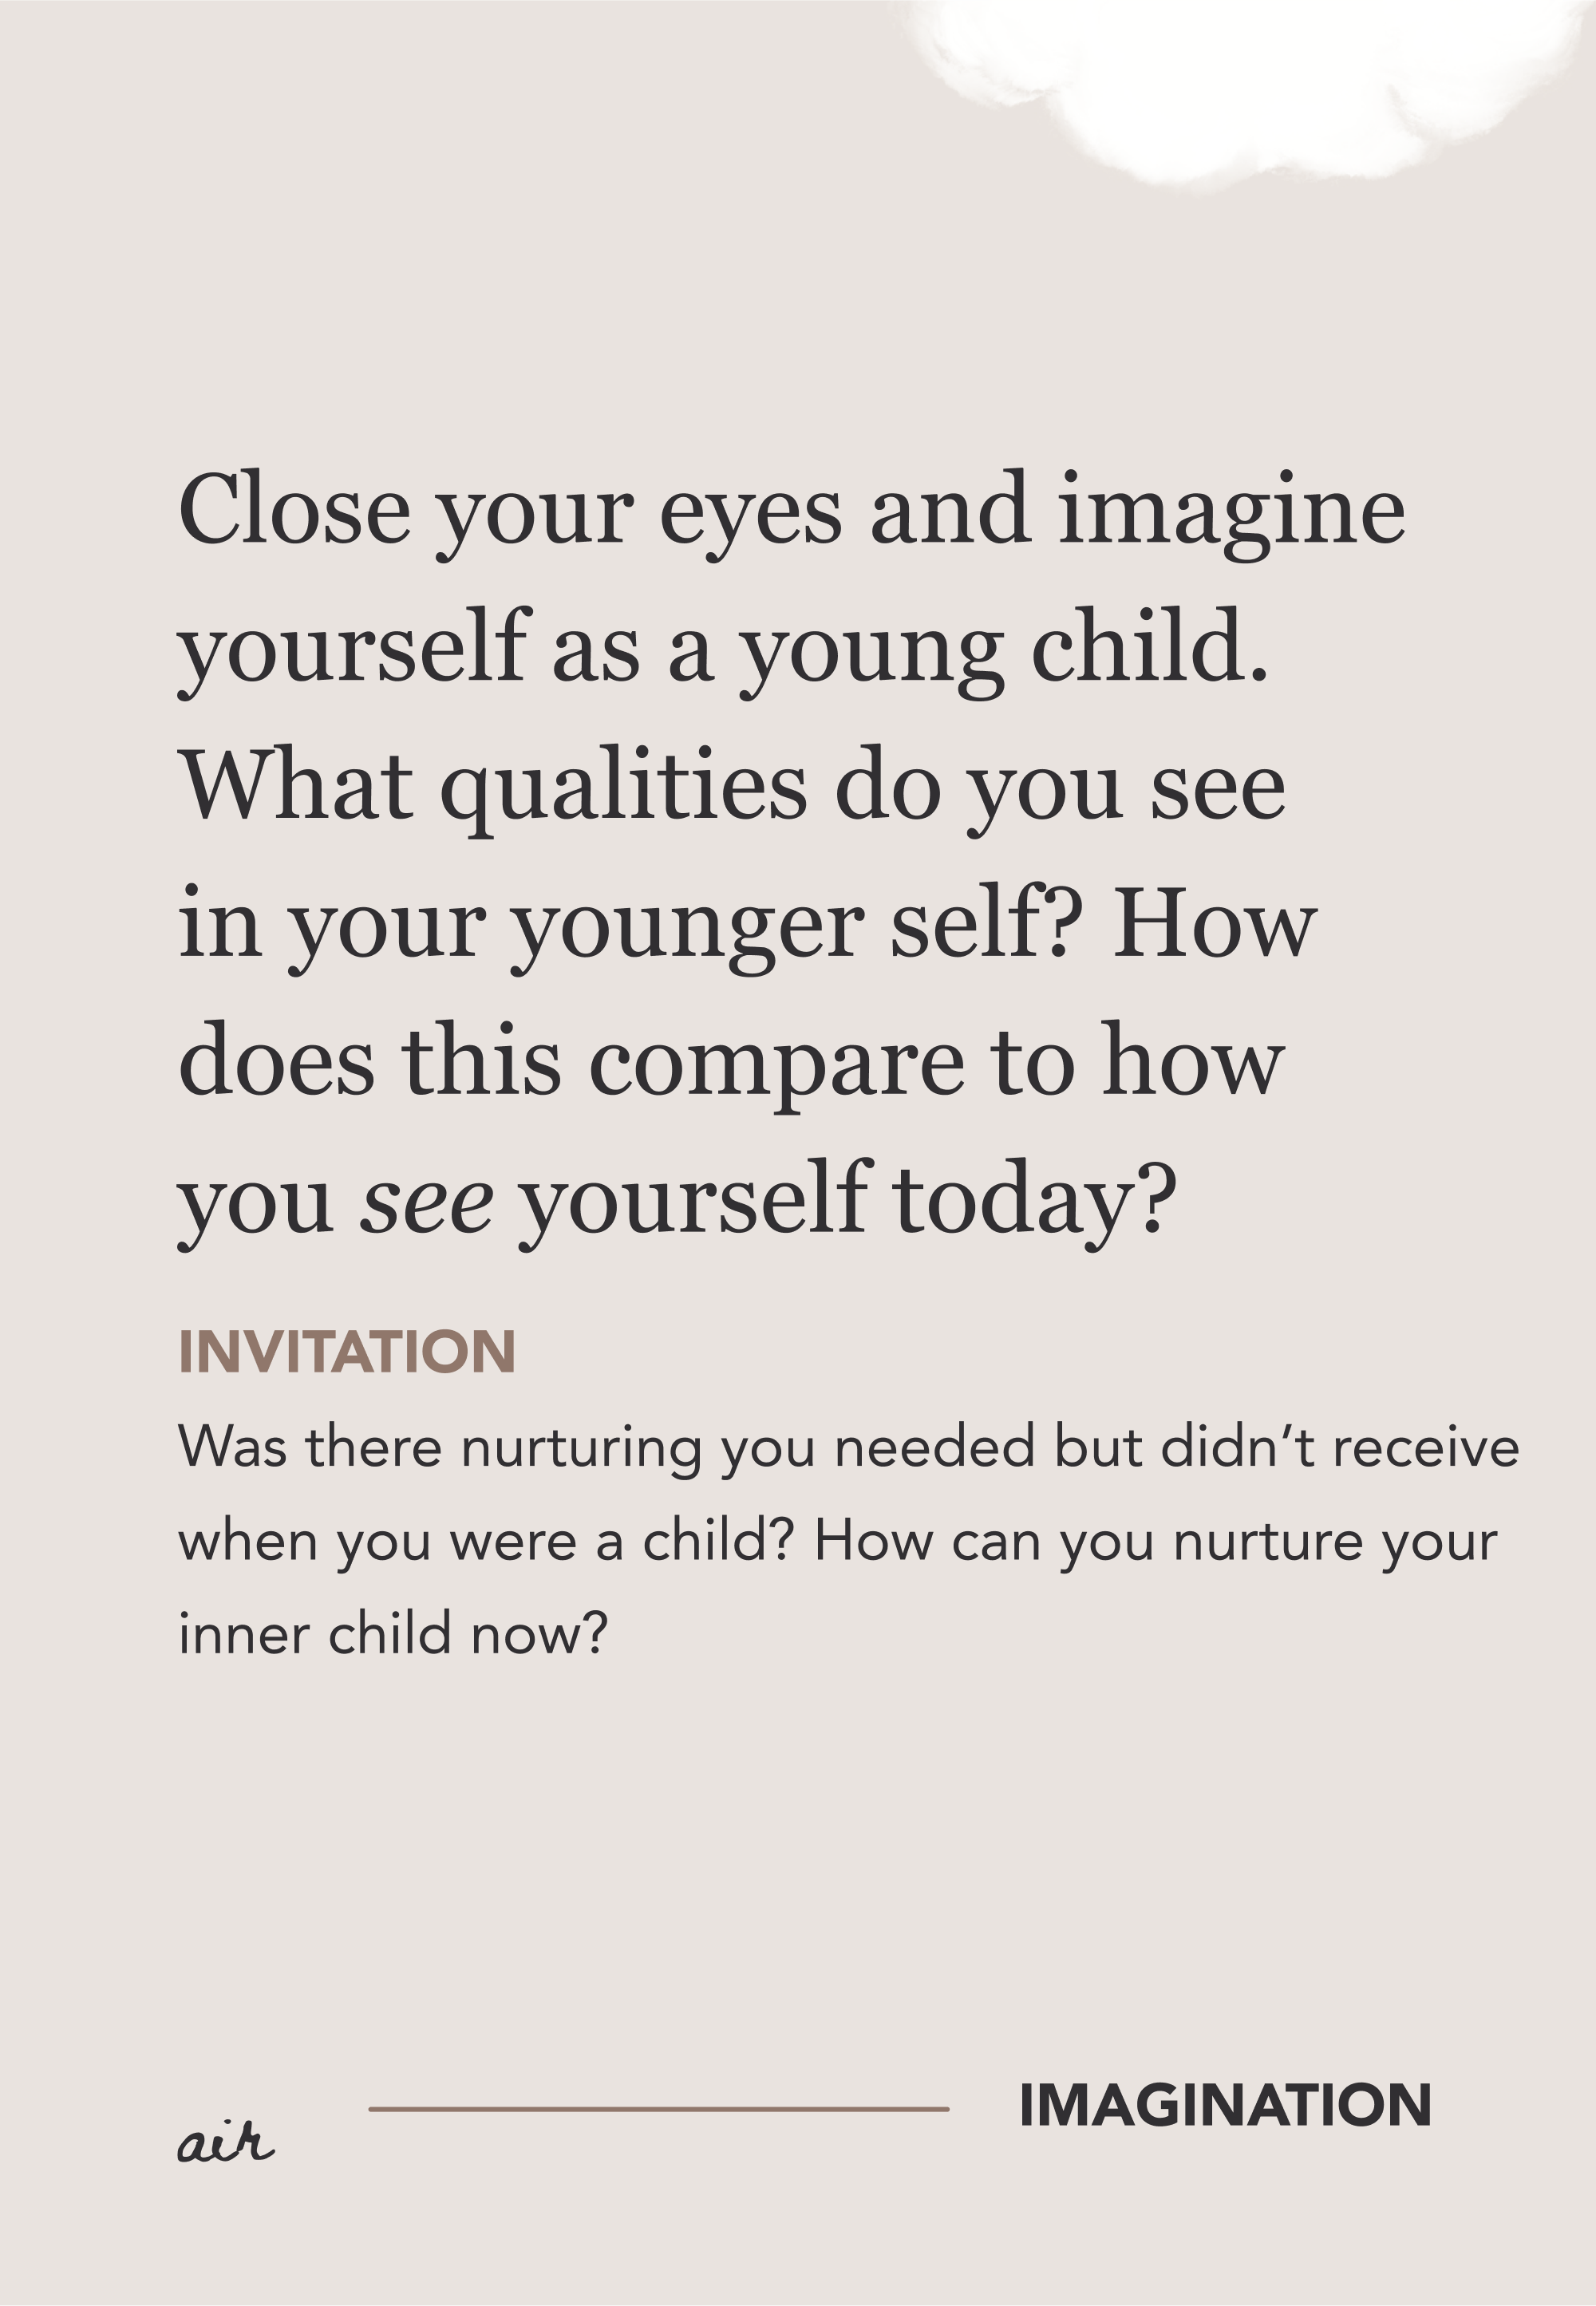 Close your eyes and imagine
yourself as a young child.
What qualities do you see
in your younger self? How
does this compare to how
you see yourself today?
INVITATION
Was there nurturing you needed but didn’t receive
when you were a child? How can you nurture your
inner child now?
air
IMAGINATION